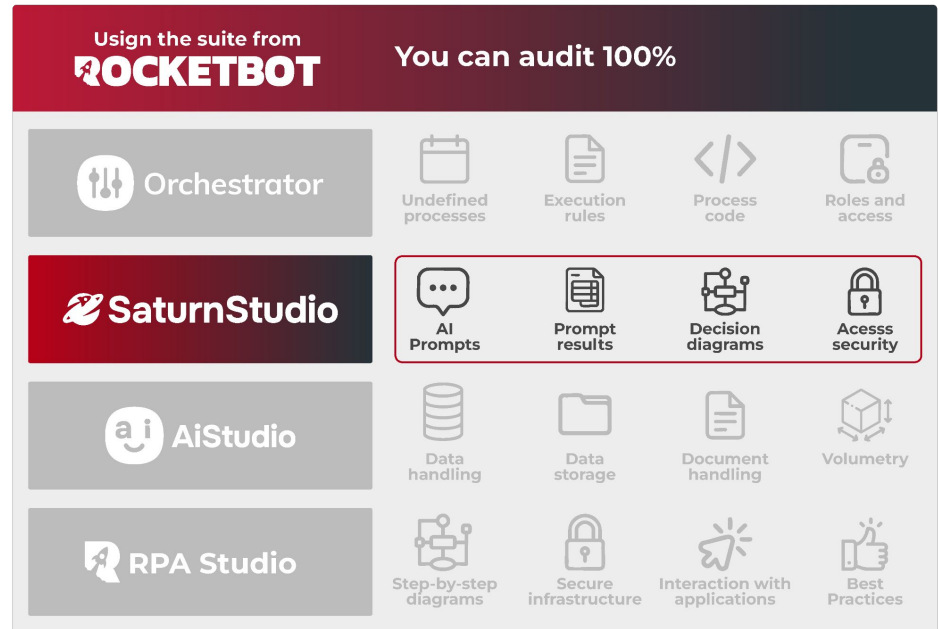 Usign the suite from
ROCKETBOT
You can audit 100%
Orchestrator
Undefined
processes
Execution
rules
Process
code
Roles and
access
SaturnStudio
AI
Prompts
Prompt
results
Decision
diagrams
Acesss
security
ai AiStudio
Data
handling
Data
storage
Document
handling
Volumetry
RPA Studio
Step-by-step
diagrams
Secure
infrastructure
Interaction with
applications
Best
Practices